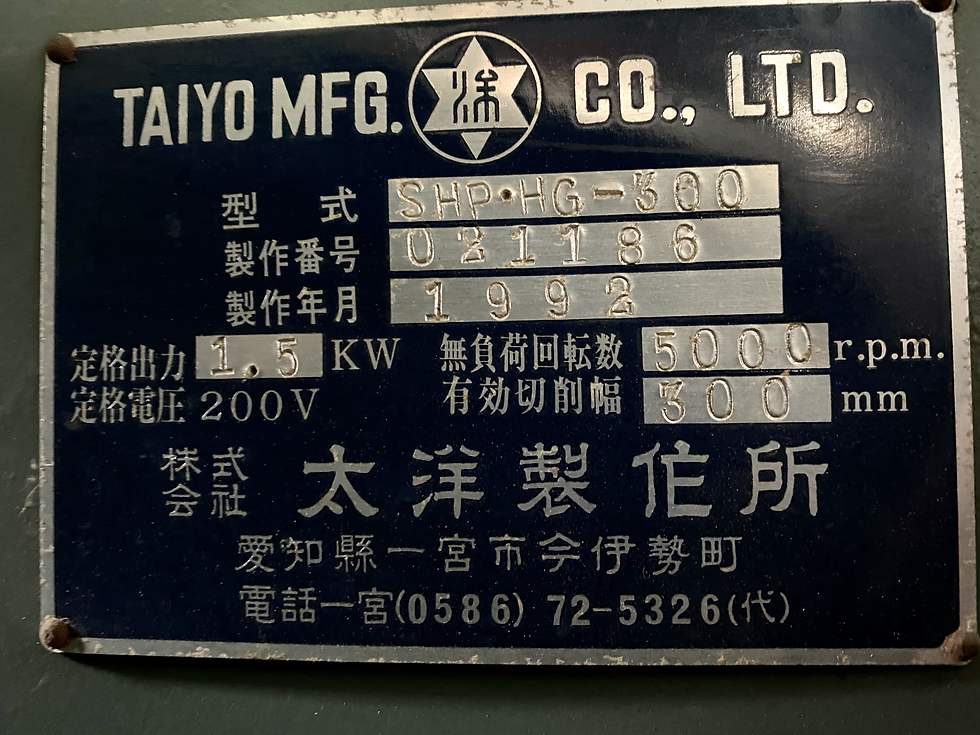 TAIYO MFG. 洋 CO., LTD.
型式 SHP・HG-300
製作番号 021186
製作年月 1992
定格出力 1.5 KW 無負荷回転数 5000 r.p.m.
定格電圧 200V 有効切削幅 300 mm
株式会社 太洋製作所
愛知縣一宮市今伊勢町
電話一宮(0586) 72-5326(代)